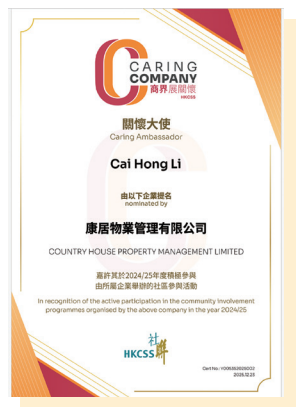 CARING
COMPANY
商界展關懷
HKCSS
關懷大使
Caring Ambassador
Cai Hong Li
由以下企業提名
nominated by
康居物業管理有限公司
COUNTRY HOUSE PROPERTY MANAGEMENT LIMITED
嘉許其於2024/25年度積極參與
由所屬企業舉辦的社區參與活動
In recognition of the active participation in the community involvement
programmes organised by the above company in the year 2024/25
社聯
HKCSS
2025.12.23